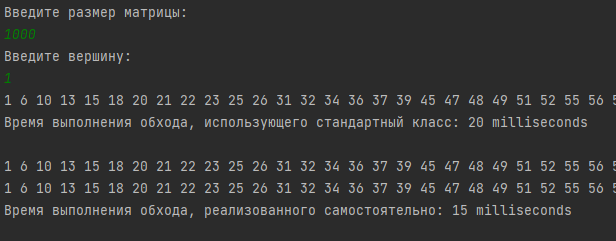 Введите размер матрицы:
1000
Введите вершину:
1
1 6 10 13 15 18 20 21 22 23 25 26 31 32 34 36 37 39 45 47 48 49 51 52 55 56
Время выполнения обхода, использующего стандартный класс: 20 milliseconds
1 6 10 13 15 18 20 21 22 23 25 26 31 32 34 36 37 39 45 47 48 49 51 52 55 56
1 6 10 13 15 18 20 21 22 23 25 26 31 32 34 36 37 39 45 47 48 49 51 52 55 56
Время выполнения обхода, реализованного самостоятельно: 15 milliseconds